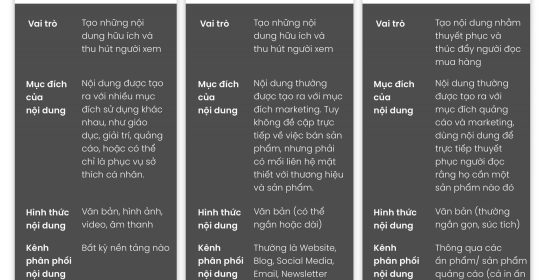 Vai trò
Tạo những nội
dung hữu ích và
thu hút người xem
Mục đích
của
nội dung
Nội dung được tạo
ra với nhiều mục
đích sử dụng khác
nhau, như giáo
dục, giải trí, quảng
cáo, hoặc có thể
chỉ là phục vụ sở
thích cá nhân.
Hình thức
nội dung
Văn bản, hình ảnh,
video, âm thanh
Kênh
phân phối
nội dung
Bất kỳ nền tảng nào
Vai trò
Tạo những nội
dung hữu ích và
thu hút người xem
Mục đích
của
nội dung
Nội dung thường
được tạo ra với mục
đích marketing. Tuy
không đề cập trực
tiếp về việc bán sản
phẩm, nhưng phải
có mối liên hệ mật
thiết với thương hiệu
và sản phẩm.
Hình thức
nội dung
Văn bản (có thể
ngắn hoặc dài)
Kênh
phân phối
nội dung
Thường là Website,
Blog, Social Media,
Email, Newsletter
Vai trò
Tạo nội dung nhằm
thuyết phục và
thúc đẩy người đọc
mua hàng
Mục đích
của
nội dung
Nội dung thường
được tạo ra với
mục đích quảng
cáo và marketing,
dùng nội dung để
trực tiếp thuyết
phục người đọc
rằng họ cần một
sản phẩm nào đó
Hình thức
nội dung
Văn bản (thường
ngắn gọn, súc tích)
Kênh
phân phối
nội dung
Thông qua các
ấn phẩm/ sản phẩm
quảng cáo (cả in ấn